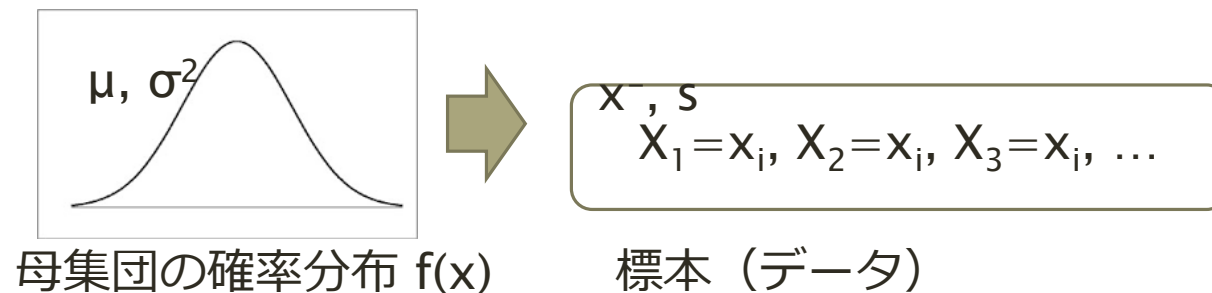 μ, σ²
x⁻, s
X₁=xᵢ, X₂=xᵢ, X₃=xᵢ, …
母集団の確率分布 f(x)
標本（データ）